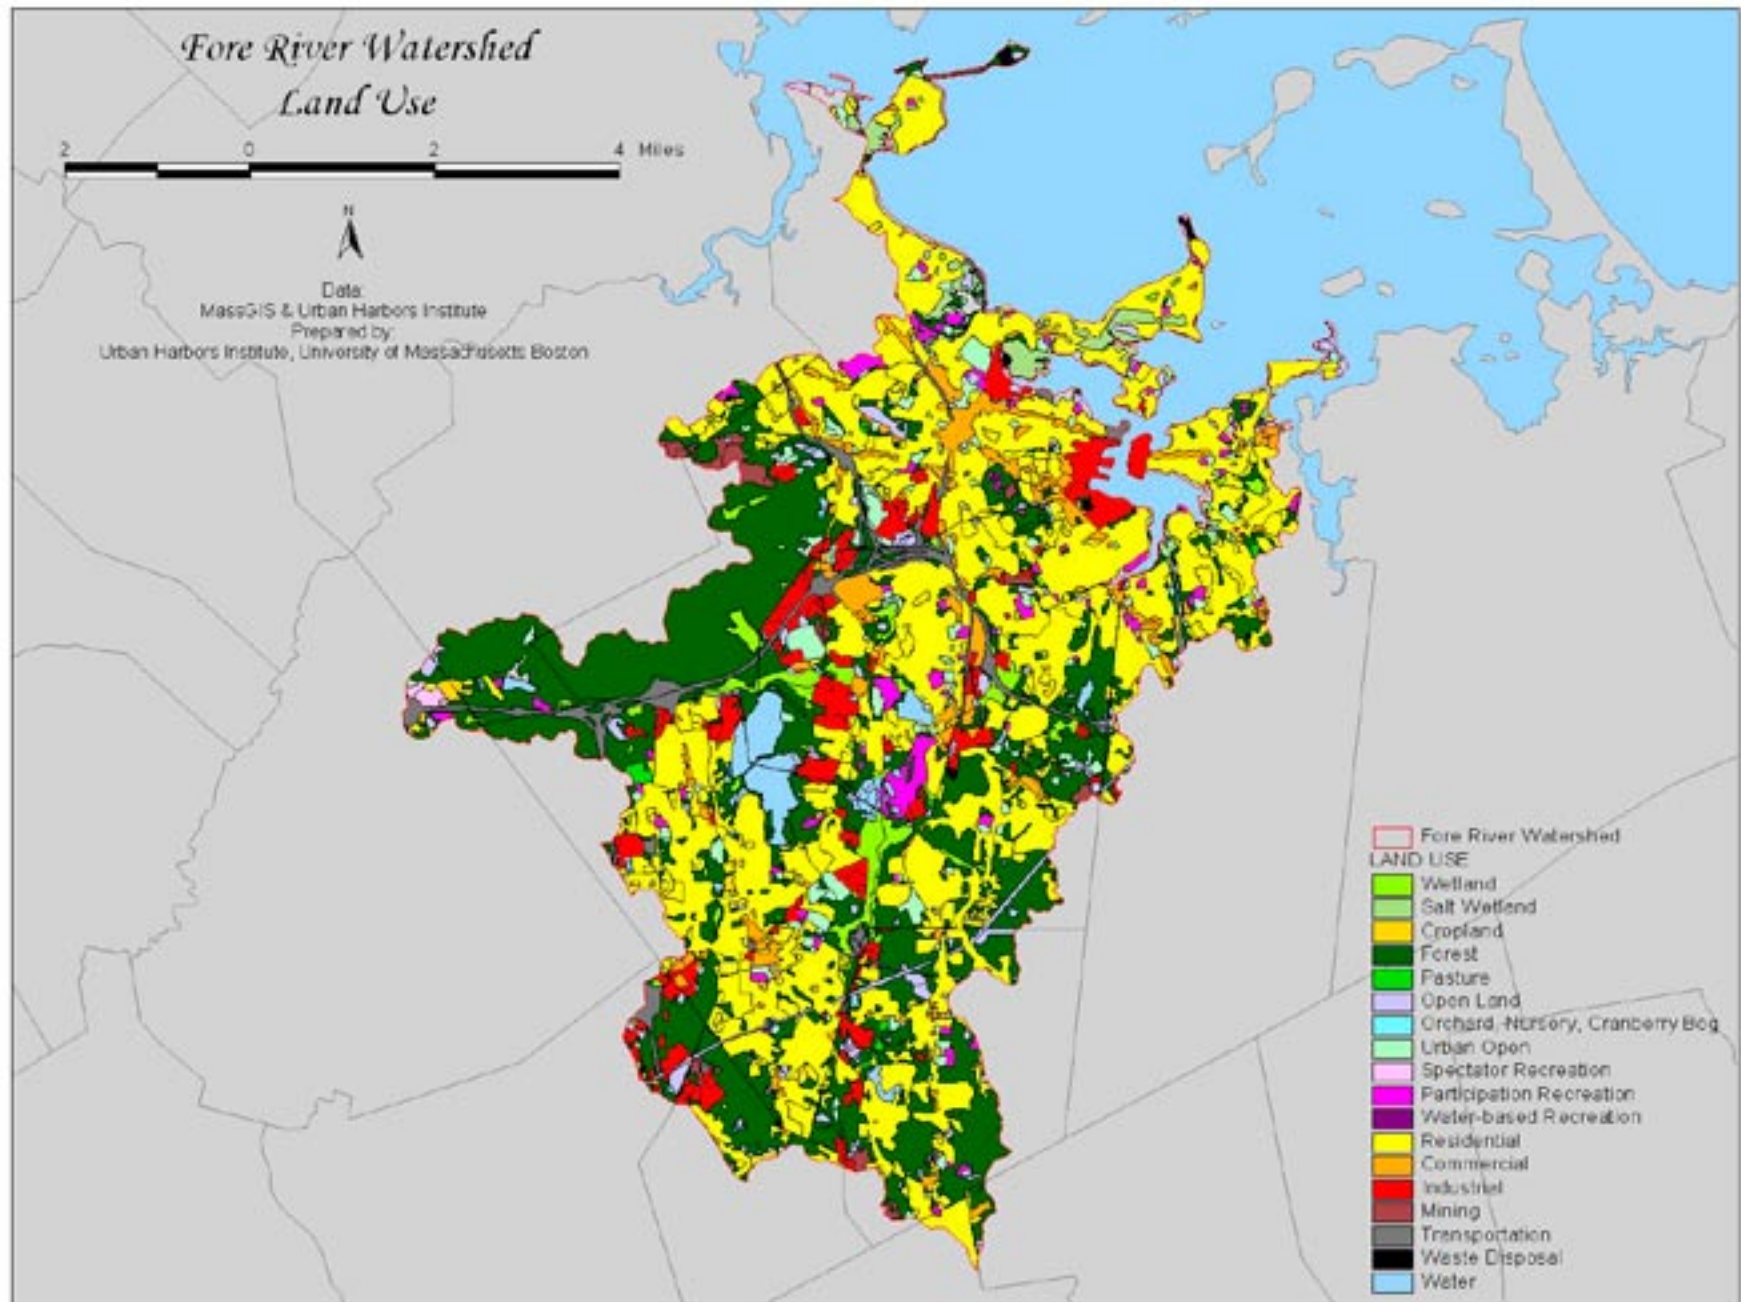 Fore River Watershed
Land Use
2 0 2 4 Miles
N
Data:
MassGIS & Urban Harbors Institute
Prepared by:
Urban Harbors Institute, University of Massachusetts Boston
Fore River Watershed
LAND USE
Wetland
Salt Wetland
Cropland
Forest
Pasture
Open Land
Orchard, Nursery, Cranberry Bog
Urban Open
Spectator Recreation
Participation Recreation
Water-based Recreation
Residential
Commercial
Industrial
Mining
Transportation
Waste Disposal
Water